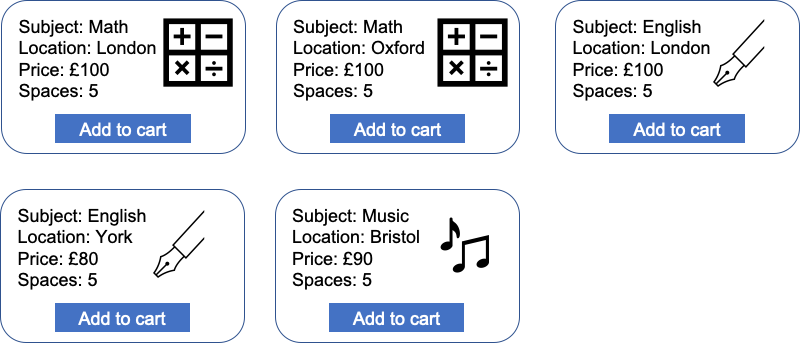 Subject: Math
Location: London
Price: £100
Spaces: 5
Add to cart
Subject: Math
Location: Oxford
Price: £100
Spaces: 5
Add to cart
Subject: English
Location: London
Price: £100
Spaces: 5
Add to cart
Subject: English
Location: York
Price: £80
Spaces: 5
Add to cart
Subject: Music
Location: Bristol
Price: £90
Spaces: 5
Add to cart